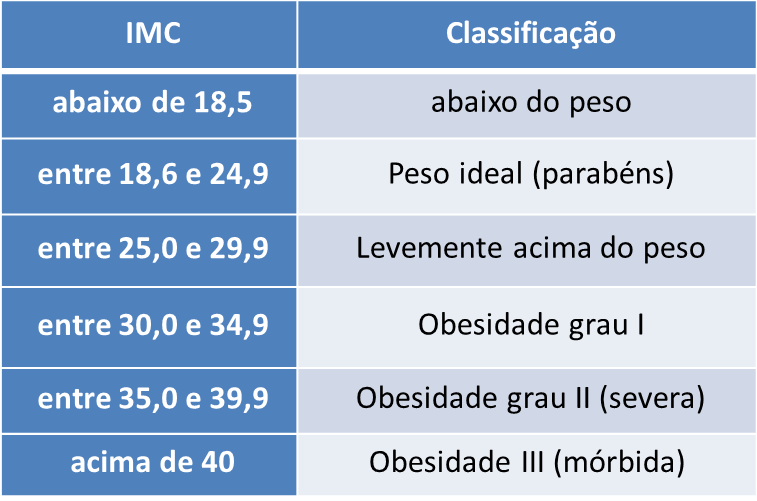 IMC Classificação
abaixo de 18,5 abaixo do peso
entre 18,6 e 24,9 Peso ideal (parabéns)
entre 25,0 e 29,9 Levemente acima do peso
entre 30,0 e 34,9 Obesidade grau I
entre 35,0 e 39,9 Obesidade grau II (severa)
acima de 40 Obesidade III (mórbida)